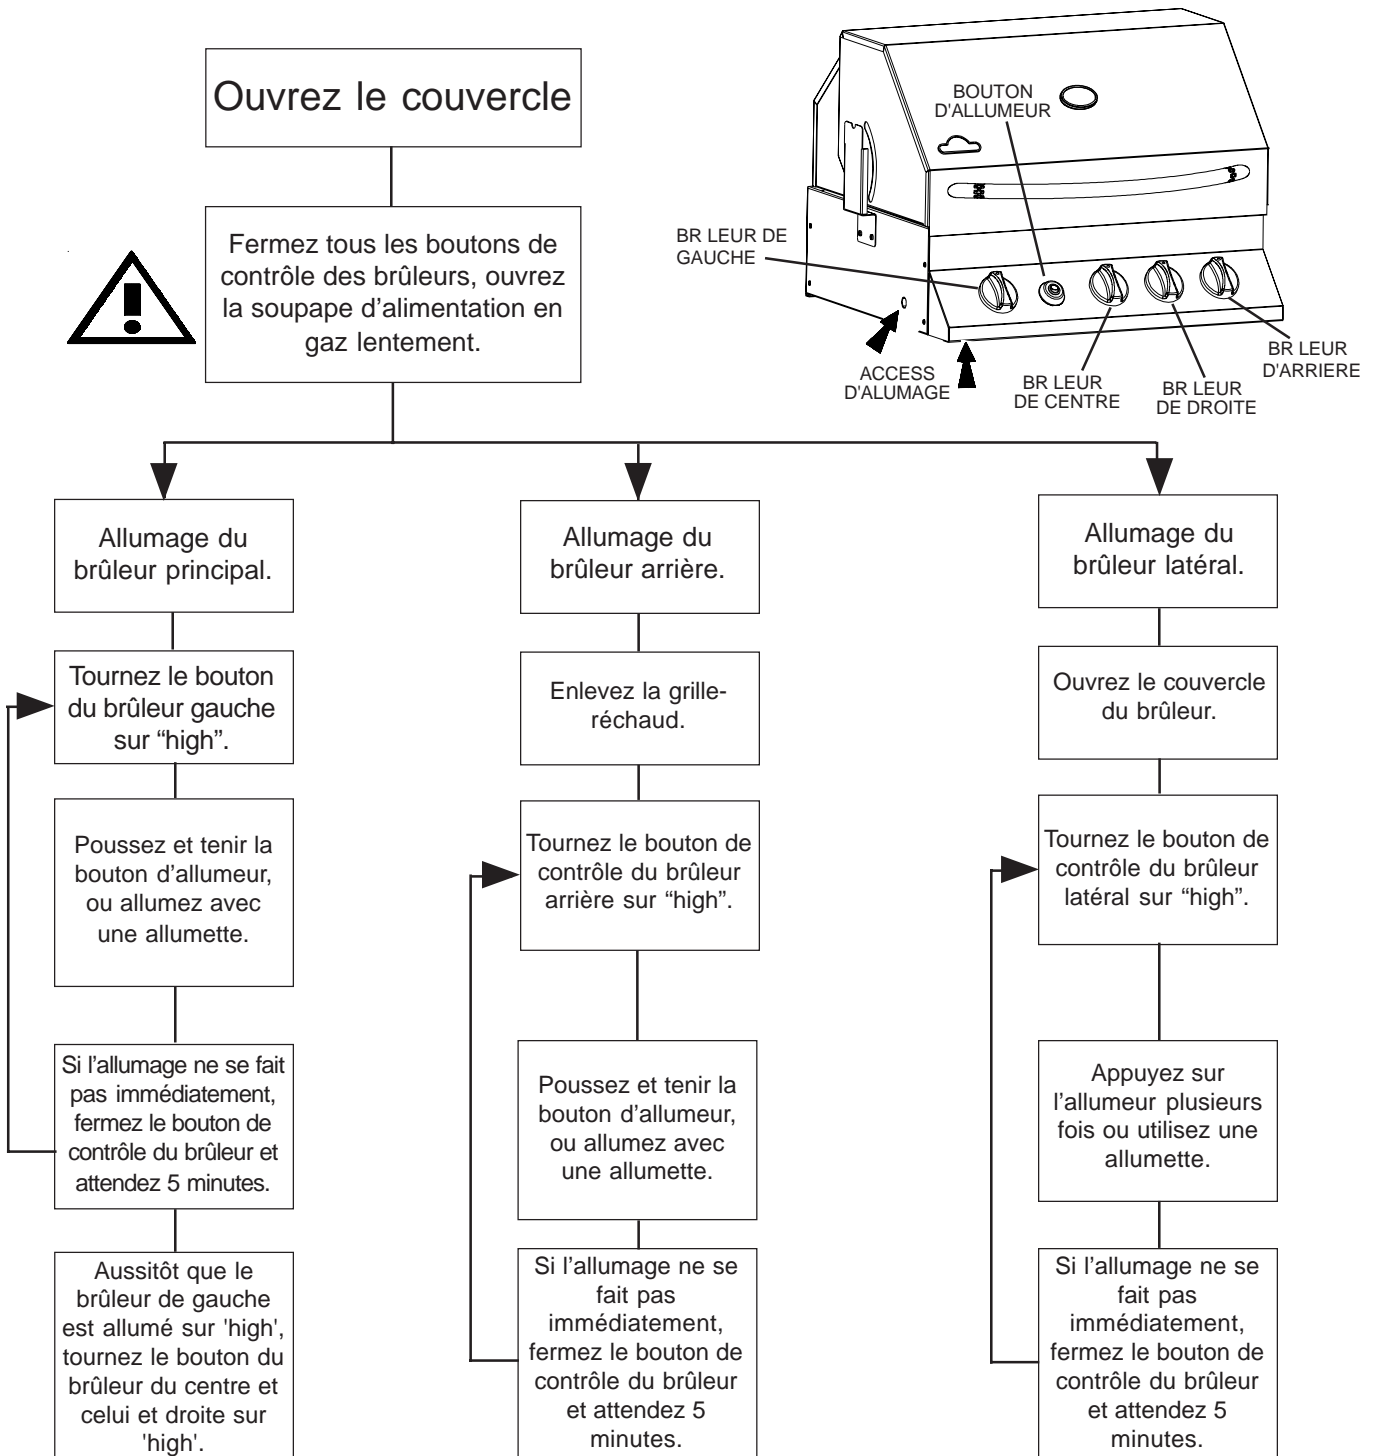 Ouvrez le couvercle
Fermez tous les boutons de
contrôle des brûleurs, ouvrez
la soupape d’alimentation en
gaz lentement.
BOUTON
D'ALLUMEUR
BR LEUR DE
GAUCHE
ACCESS
D'ALUMAGE
BR LEUR
DE CENTRE
BR LEUR
DE DROITE
BR LEUR
D'ARRIERE
Allumage du
brûleur principal.
Tournez le bouton
du brûleur gauche
sur “high”.
Poussez et tenir la
bouton d’allumeur,
ou allumez avec
une allumette.
Si l’allumage ne se fait
pas immédiatement,
fermez le bouton de
contrôle du brûleur et
attendez 5 minutes.
Aussitôt que le
brûleur de gauche
est allumé sur 'high',
tournez le bouton du
brûleur du centre et
celui et droite sur
'high'.
Allumage du
brûleur arrière.
Enlevez la grille-
réchaud.
Tournez le bouton de
contrôle du brûleur
arrière sur “high”.
Poussez et tenir la
bouton d’allumeur,
ou allumez avec
une allumette.
Si l’allumage ne se
fait pas
immédiatement,
fermez le bouton de
contrôle du brûleur
et attendez 5
minutes.
Allumage du
brûleur latéral.
Ouvrez le couvercle
du brûleur.
Tournez le bouton de
contrôle du brûleur
latéral sur “high”.
Appuyez sur
l’allumeur plusieurs
fois ou utilisez une
allumette.
Si l’allumage ne se
fait pas
immédiatement,
fermez le bouton de
contrôle du brûleur
et attendez 5
minutes.